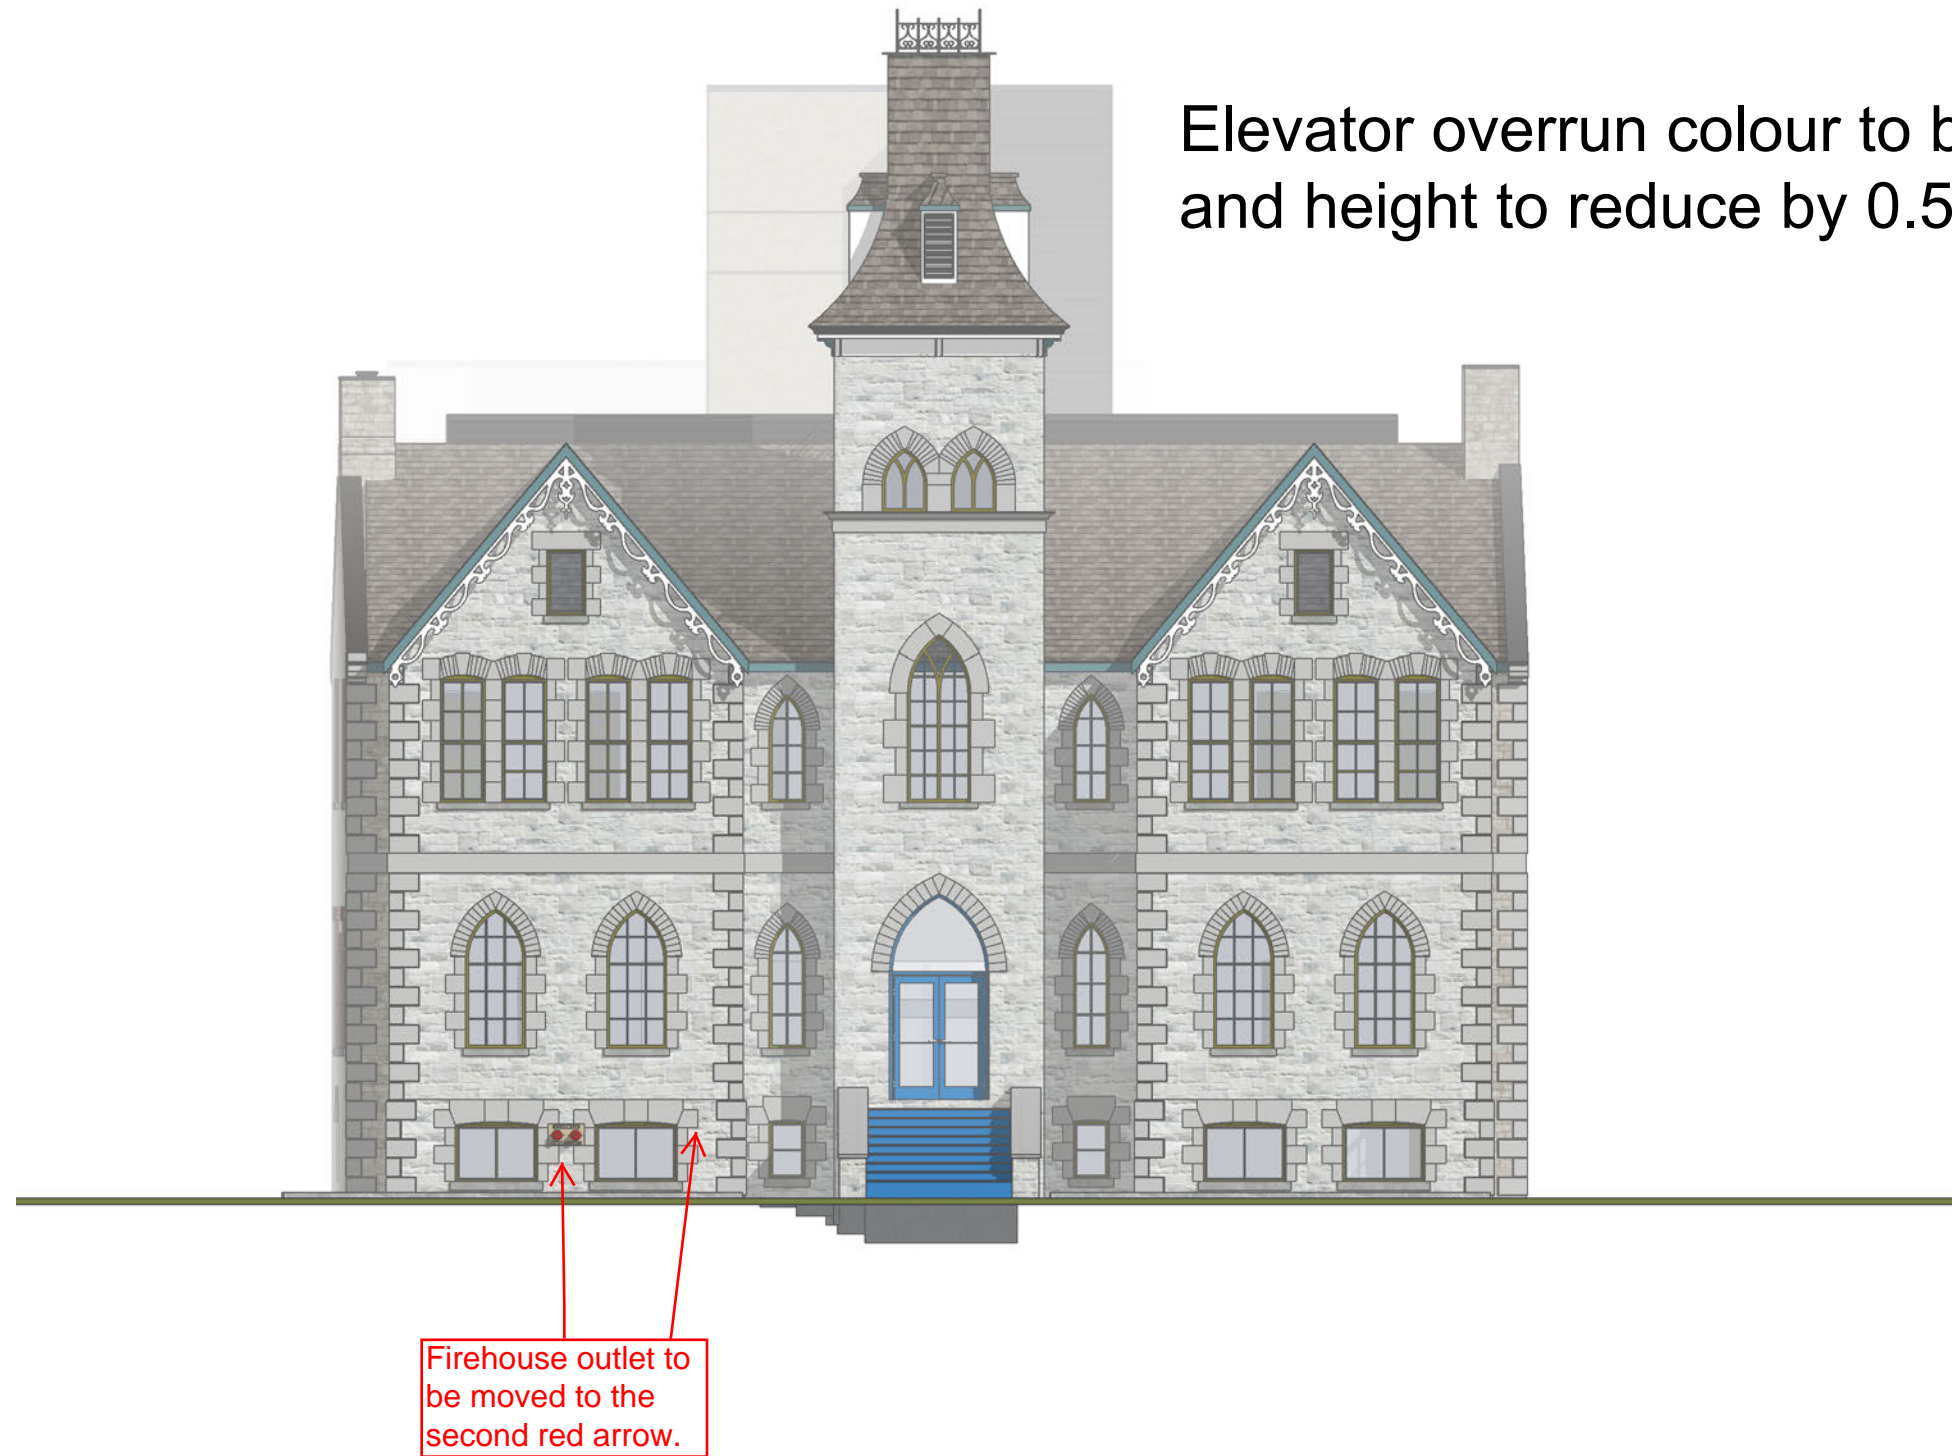 Elevator overrun colour to
and height to reduce by 0.5
Firehouse outlet to
be moved to the
second red arrow.